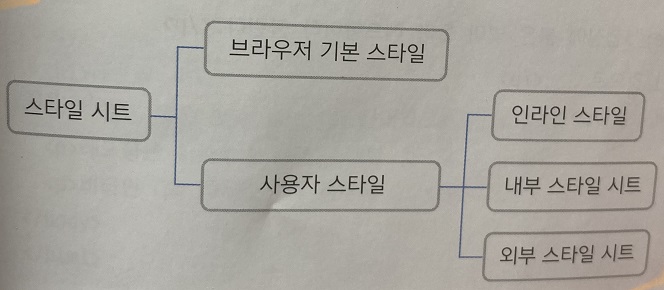 스타일 시트
브라우저 기본 스타일
사용자 스타일
인라인 스타일
내부 스타일 시트
외부 스타일 시트